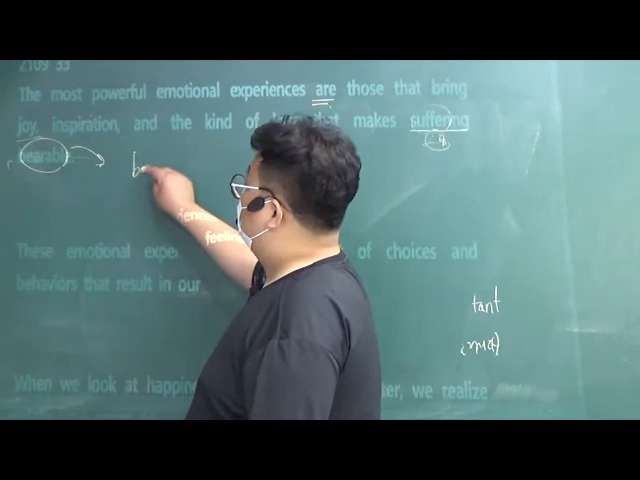 2109 33
The most powerful emotional experiences are those that bring
joy, inspiration, and the kind of that makes suffering
bearable. b
feeling
These emotional expe of choices and
behaviors that result in our
tant
When we look at happin ter, we realize